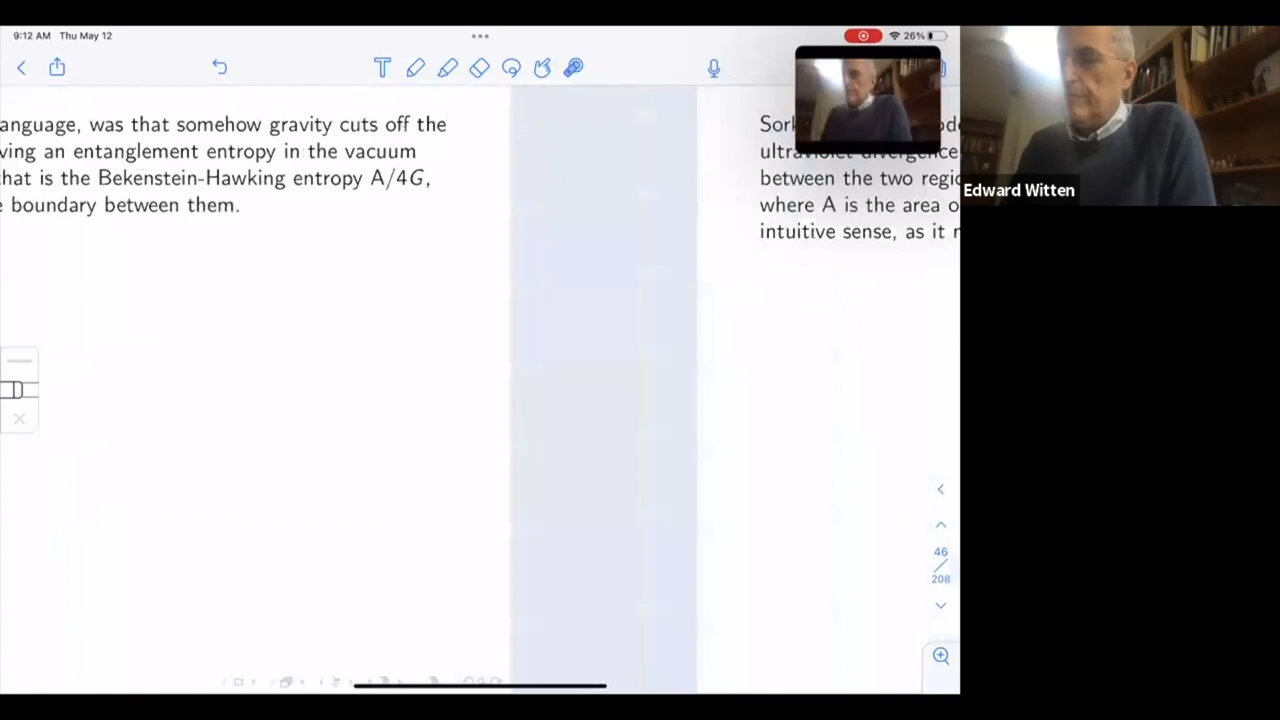 9:12 AM Thu May 12
26%
anguage, was that somehow gravity cuts off the
ving an entanglement entropy in the vacuum
hat is the Bekenstein-Hawking entropy A/4G,
e boundary between them.
Sor
ultraviolet divergence
between the two regi
where A is the area o
intuitive sense, as it r
46
208
Edward Witten